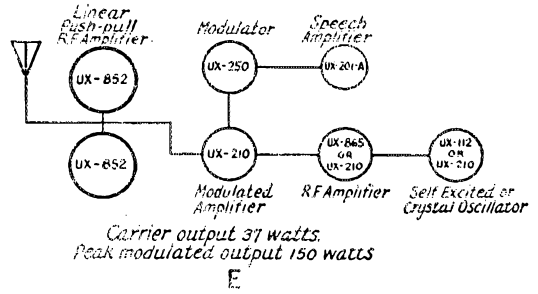 Linear
Push-pull
R.F. Amplifier
UX-852
UX-852
Modulator
UX-250
Speech
Amplifier
UX-201-A
UX-210
Modulated
Amplifier
UX-865
OR
UX-210
R.F. Amplifier
UX-112
OR
UX-210
Self Excited or
Crystal Oscillator
Carrier output 37 watts.
Peak modulated output 150 watts
E